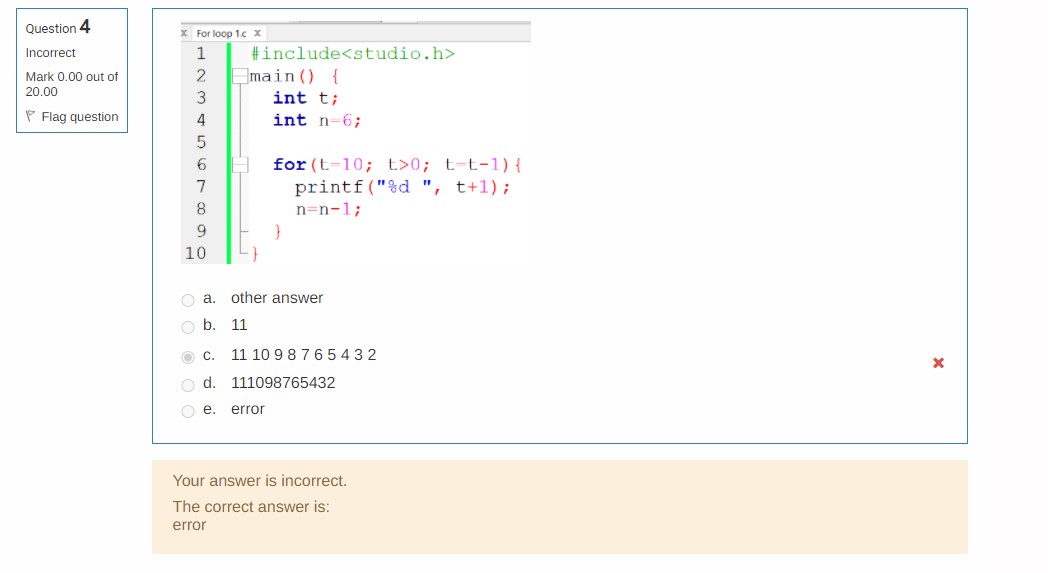 Question 4
Incorrect
Mark 0.00 out of
20.00
Flag question
For loop 1.c
1 #include<studio.h>
2 main() {
3 int t;
4 int n=6;
5
6 for(t=10; t>0; t=t-1){
7 printf("%d ", t+1);
8 n=n-1;
9 }
10 }
a. other answer
b. 11
c. 11 10 9 8 7 6 5 4 3 2
d. 111098765432
e. error
Your answer is incorrect.
The correct answer is:
error